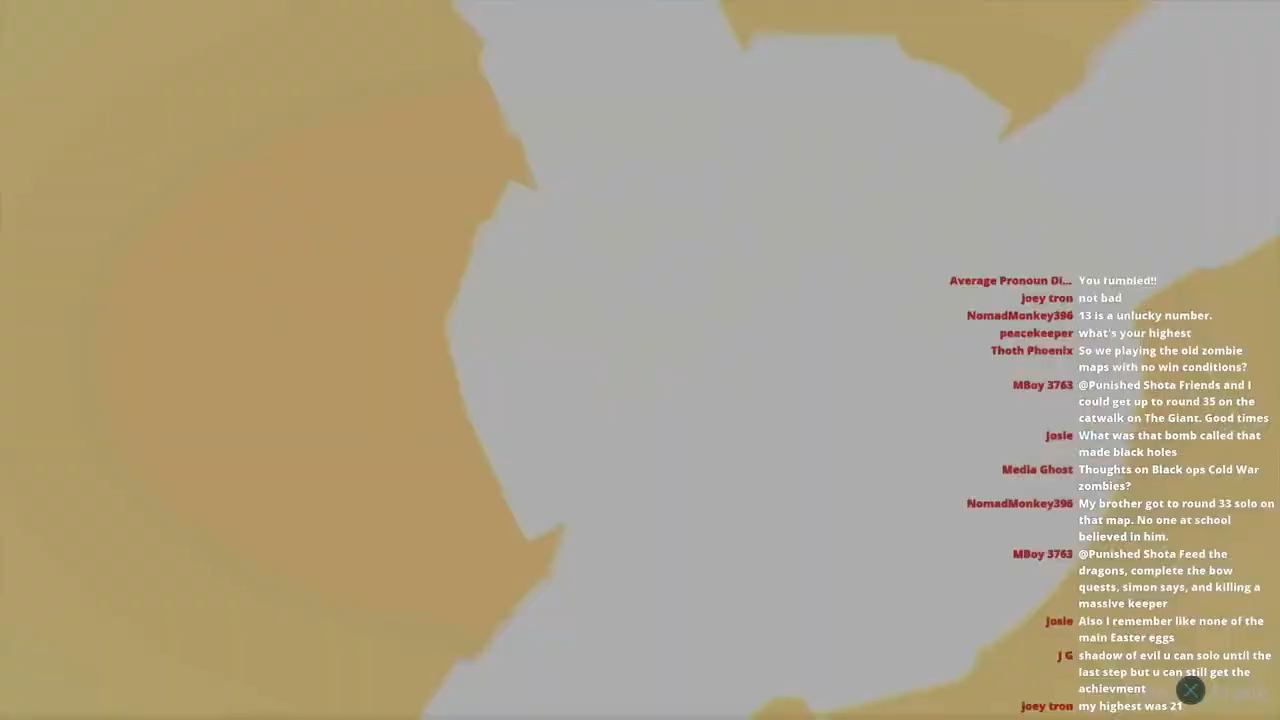 Average Pronoun Di... You fumbled!!
joey tron not bad
NomadMonkey396 13 is a unlucky number.
peacekeeper what's your highest
Thoth Phoenix So we playing the old zombie
maps with no win conditions?
MBoy 3763 @Punished Shota Friends and I
could get up to round 35 on the
catwalk on The Giant. Good times
Josie What was that bomb called that
made black holes
Media Ghost Thoughts on Black ops Cold War
zombies?
NomadMonkey396 My brother got to round 33 solo on
that map. No one at school
believed in him.
MBoy 3763 @Punished Shota Feed the
dragons, complete the bow
quests, simon says, and killing a
massive keeper
Josie Also I remember like none of the
main Easter eggs
J G shadow of evil u can solo until the
last step but u can still get the
achievment
joey tron my highest was 21